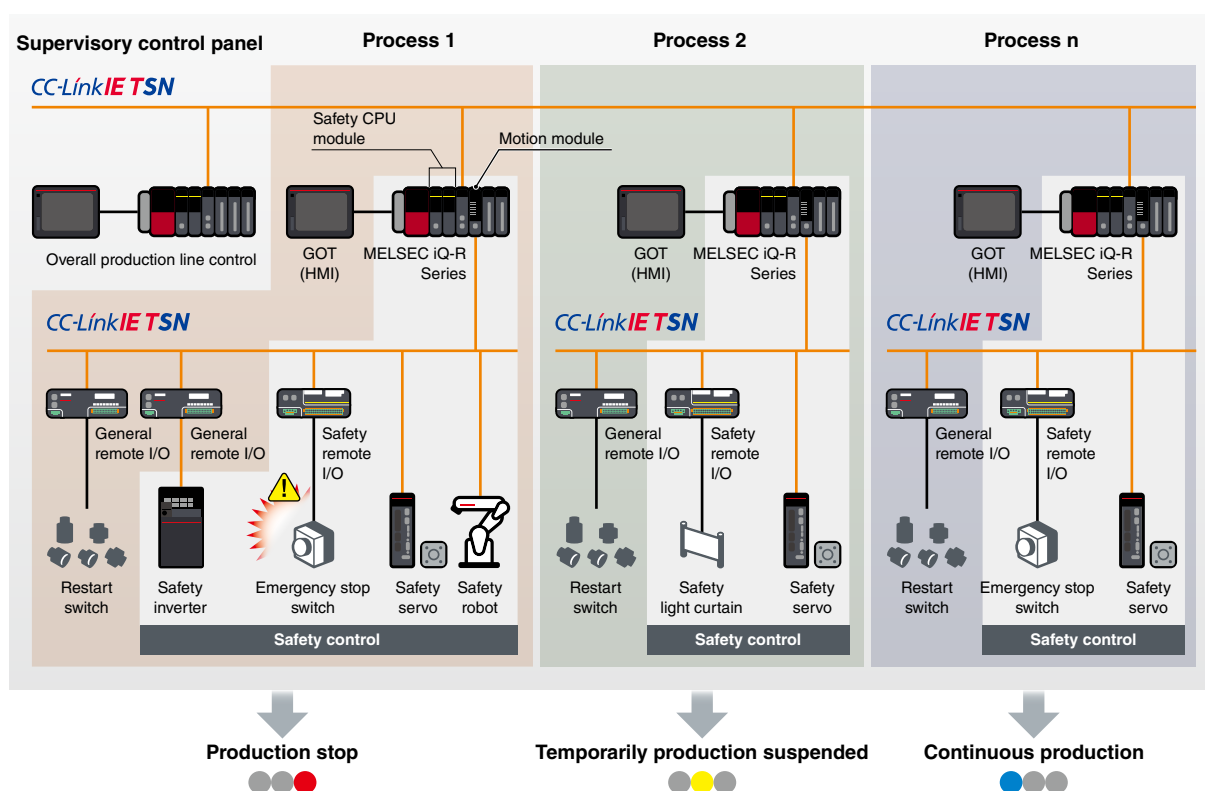 Supervisory control panel
Process 1
Process 2
Process n
CC-Link IE TSN
Safety CPU
module
Motion module
Overall production line control
GOT
(HMI)
MELSEC iQ-R
Series
GOT
(HMI)
MELSEC iQ-R
Series
GOT
(HMI)
MELSEC iQ-R
Series
CC-Link IE TSN
CC-Link IE TSN
CC-Link IE TSN
General
remote I/O
General
remote I/O
Safety
remote
I/O
General
remote I/O
Safety
remote
I/O
General
remote I/O
Safety
remote
I/O
Restart
switch
Safety
inverter
Emergency stop
switch
Safety
servo
Safety
robot
Restart
switch
Safety
light curtain
Safety
servo
Restart
switch
Emergency stop
switch
Safety
servo
Safety control
Safety control
Safety control
Production stop
Temporarily production suspended
Continuous production